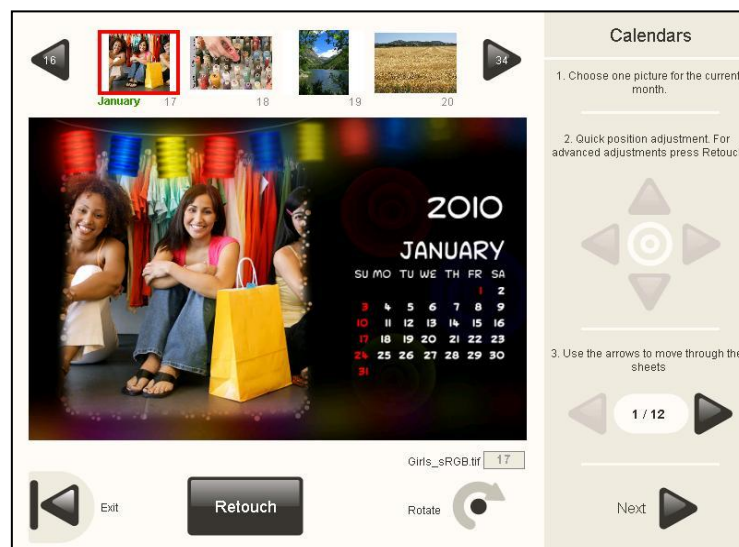 16
34
January 17
18
19
20
2010
JANUARY
SU MO TU WE TH FR SA
1 2
3 4 5 6 7 8 9
10 11 12 13 14 15 16
17 18 19 20 21 22 23
24 25 26 27 28 29 30
31
Girls_sRGB.tif 17
Exit
Retouch
Rotate
Calendars
1. Choose one picture for the current
month.
2. Quick position adjustment. For
advanced adjustments press Retouc
3. Use the arrows to move through the
sheets
1 / 12
Next